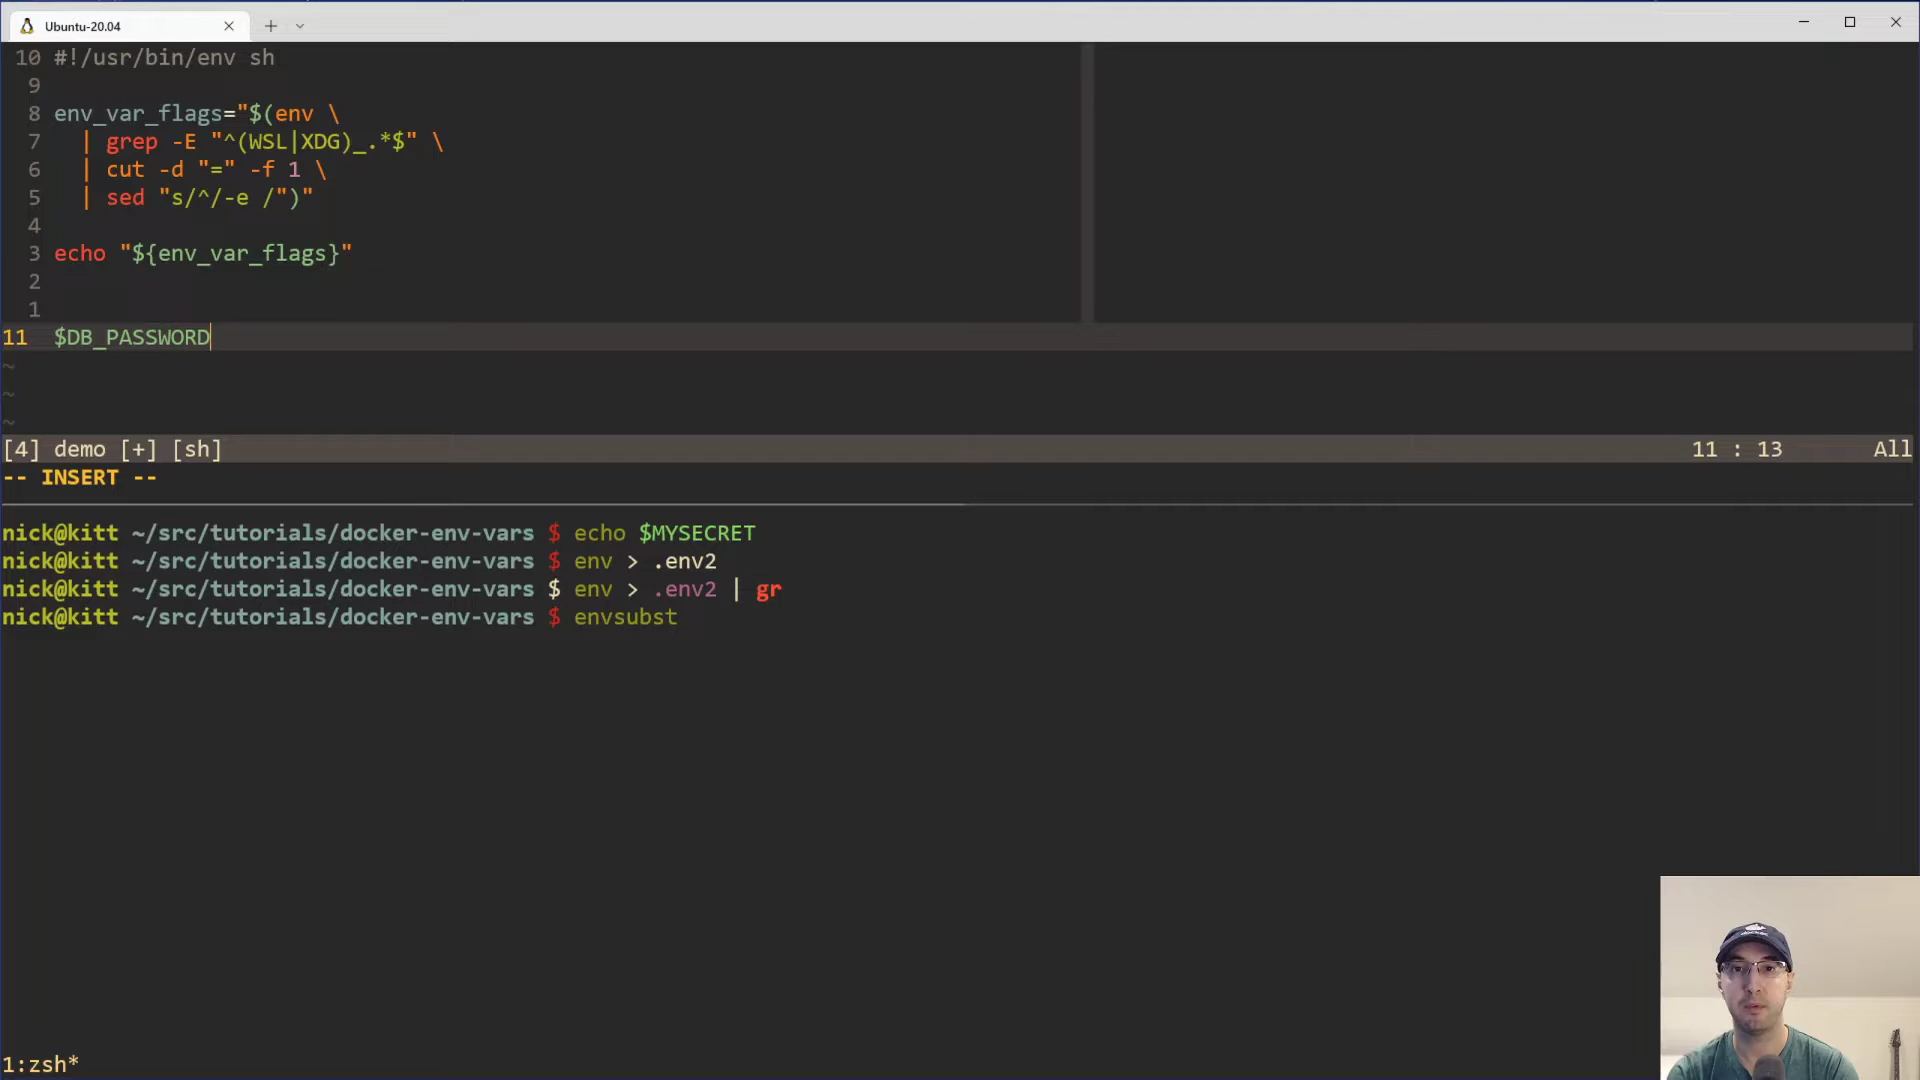 Ubuntu-20.04
10 #!/usr/bin/env sh
9
8 env_var_flags="$(env \
7 | grep -E "^(WSL|XDG)_.*$" \
6 | cut -d "=" -f 1 \
5 | sed "s/^/-e /")"
4
3 echo "${env_var_flags}"
2
1
11 $DB_PASSWORD
~
~
~
[4] demo [+] [sh] 11 : 13 All
-- INSERT --
nick@kitt ~/src/tutorials/docker-env-vars $ echo $MYSECRET
nick@kitt ~/src/tutorials/docker-env-vars $ env > .env2
nick@kitt ~/src/tutorials/docker-env-vars $ env > .env2 | gr
nick@kitt ~/src/tutorials/docker-env-vars $ envsubst
1:zsh*